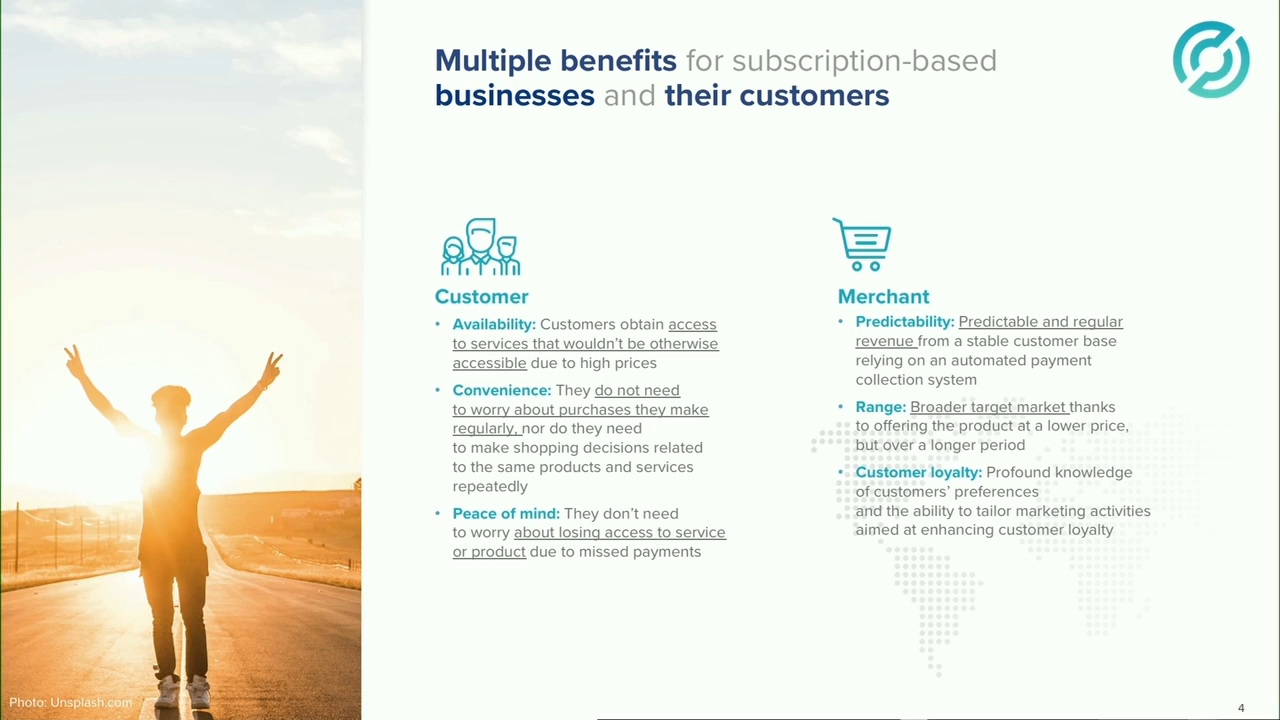 Multiple benefits for subscription-based
businesses and their customers
Customer
• Availability: Customers obtain access
to services that wouldn't be otherwise
accessible due to high prices
• Convenience: They do not need
to worry about purchases they make
regularly, nor do they need
to make shopping decisions related
to the same products and services
repeatedly
• Peace of mind: They don't need
to worry about losing access to service
or product due to missed payments
Merchant
• Predictability: Predictable and regular
revenue from a stable customer base
relying on an automated payment
collection system
• Range: Broader target market thanks
to offering the product at a lower price,
but over a longer period
• Customer loyalty: Profound knowledge
of customers' preferences
and the ability to tailor marketing activities
aimed at enhancing customer loyalty
Photo: Unsplash.com
4